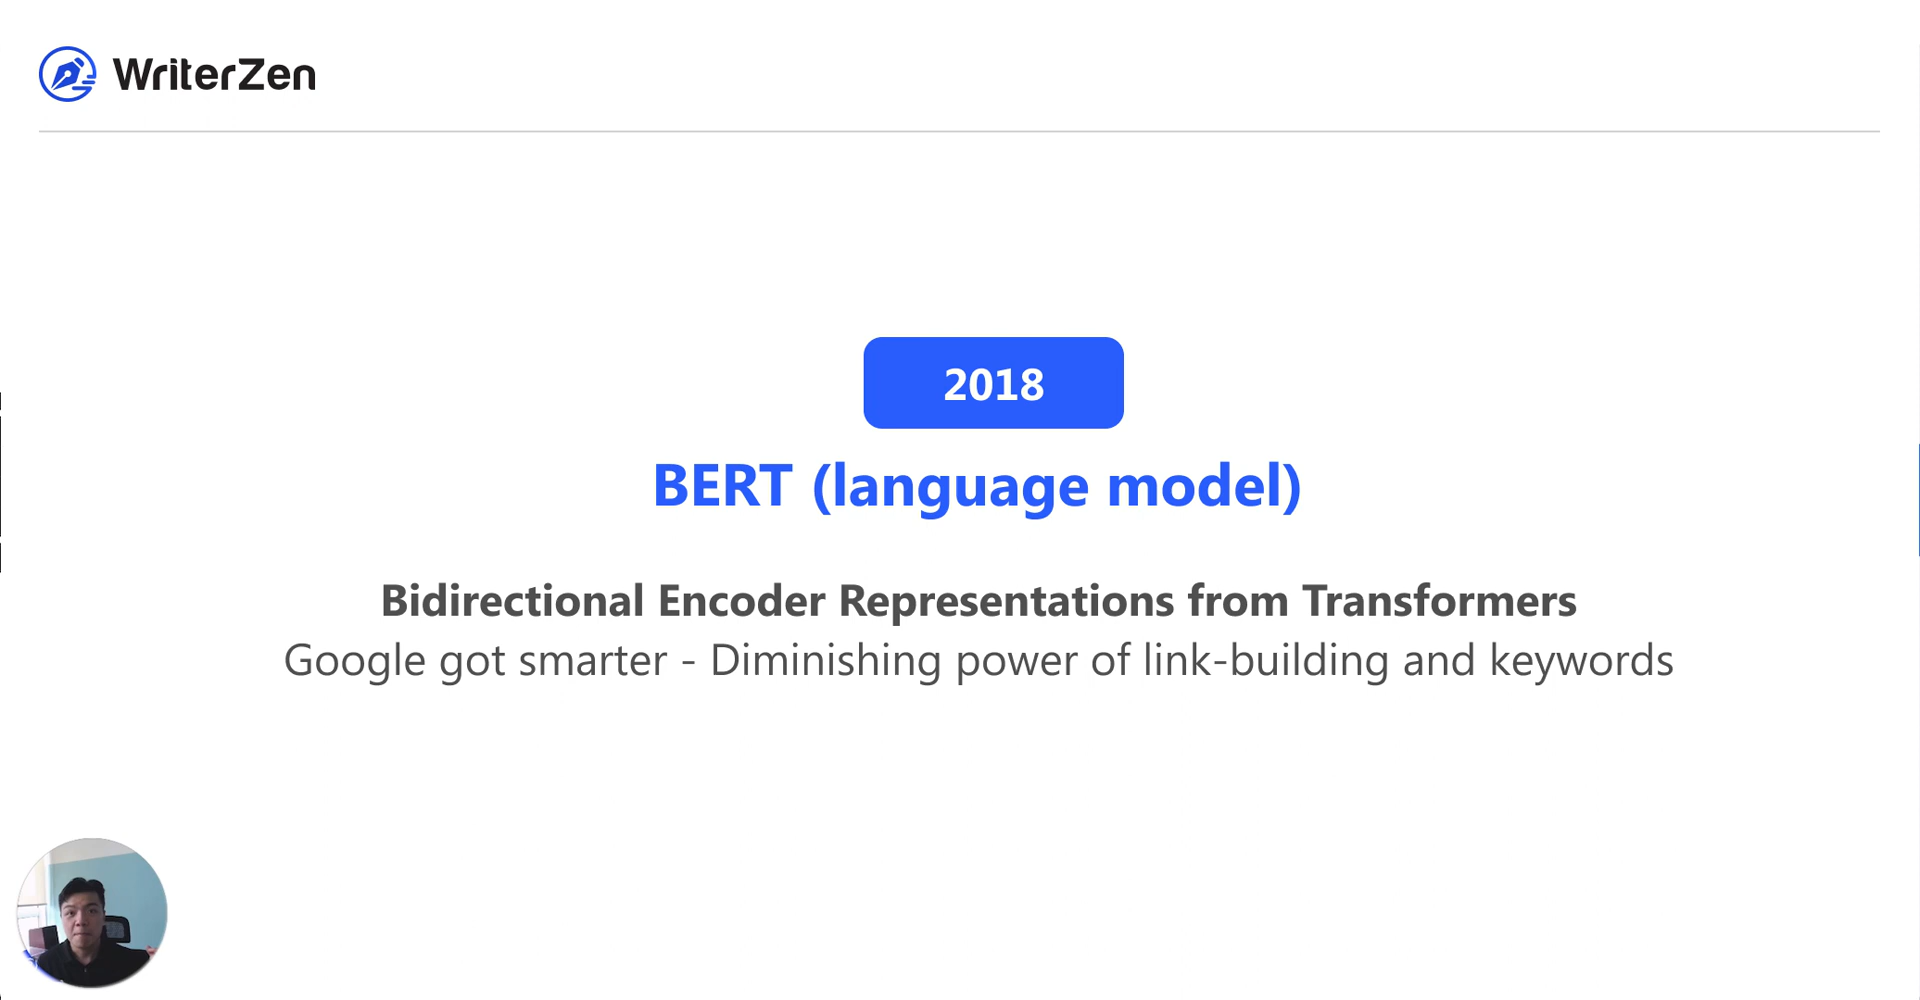 WriterZen
2018
BERT (language model)
Bidirectional Encoder Representations from Transformers
Google got smarter - Diminishing power of link-building and keywords